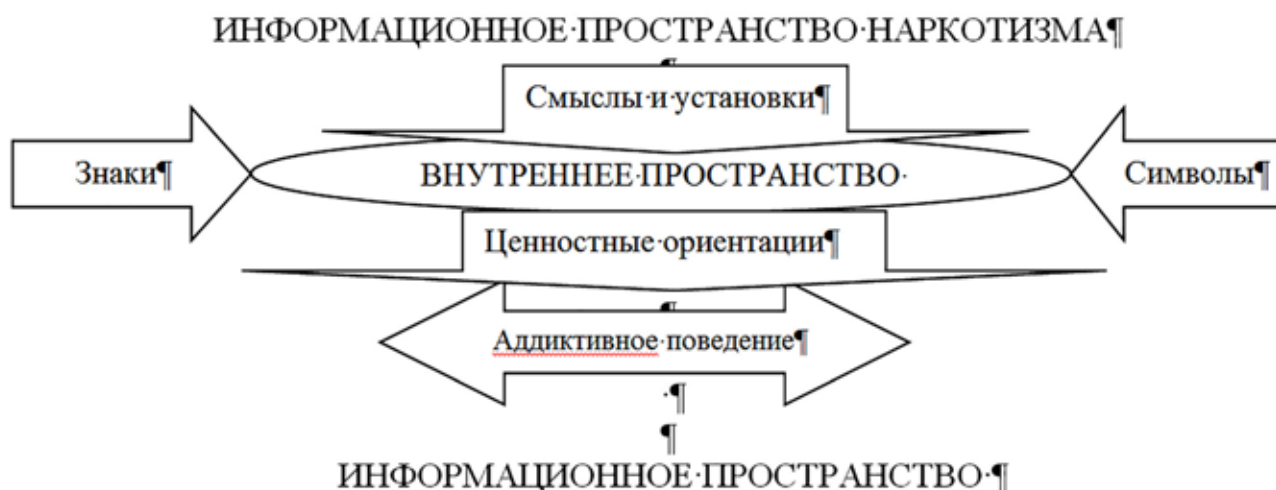 ИНФОРМАЦИОННОЕ·ПРОСТРАНСТВО·НАРКОТИЗМА¶
¶
Смыслы·и·установки¶
Знаки¶
ВНУТРЕННЕЕ·ПРОСТРАНСТВО·
Символы¶
Ценностные·ориентации¶
¶
Аддиктивное·поведение¶
·¶
¶
ИНФОРМАЦИОННОЕ·ПРОСТРАНСТВО·¶